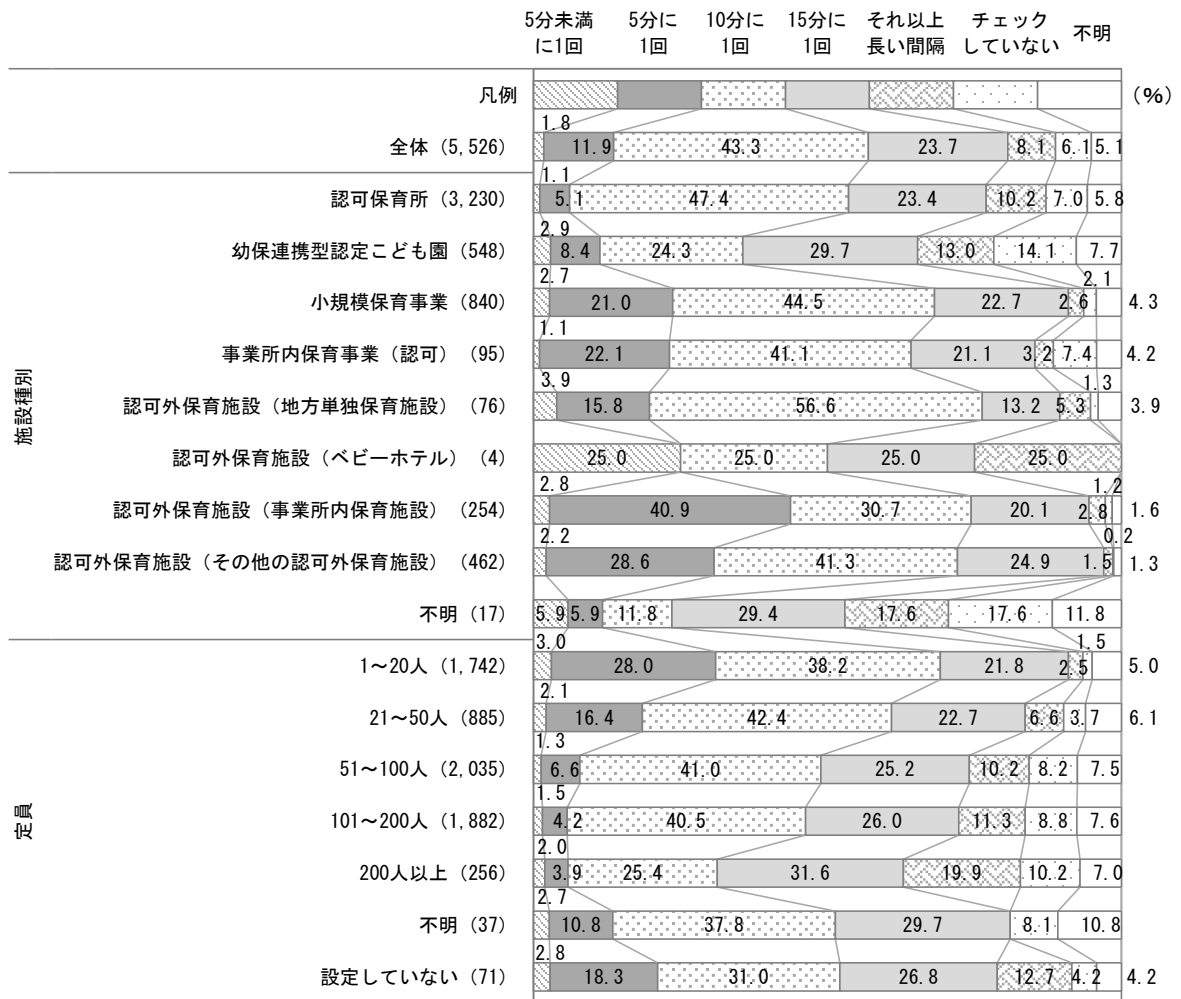 5分未満 5分に 10分に 15分に それ以上 チェック 不明
に1回 1回 1回 1回 長い間隔 していない
凡例 (%)
1.8
全体 (5,526) 11.9 43.3 23.7 8.1 6.1 5.1
施設種別
1.1
認可保育所 (3,230) 5.1 47.4 23.4 10.2 7.0 5.8
2.9
幼保連携型認定こども園 (548) 8.4 24.3 29.7 13.0 14.1 7.7
2.7 2.1
小規模保育事業 (840) 21.0 44.5 22.7 2.6 4.3
1.1
事業所内保育事業（認可） (95) 22.1 41.1 21.1 3.2 7.4 4.2
3.9 1.3
認可外保育施設（地方単独保育施設） (76) 15.8 56.6 13.2 5.3 3.9
認可外保育施設（ベビーホテル） (4) 25.0 25.0 25.0 25.0
2.8 1.2
認可外保育施設（事業所内保育施設） (254) 40.9 30.7 20.1 2.8 1.6
2.2 0.2
認可外保育施設（その他の認可外保育施設） (462) 28.6 41.3 24.9 1.5 1.3
不明 (17) 5.9 5.9 11.8 29.4 17.6 17.6 11.8
定員
3.0 1.5
1～20人 (1,742) 28.0 38.2 21.8 2.5 5.0
2.1
21～50人 (885) 16.4 42.4 22.7 6.6 3.7 6.1
1.3
51～100人 (2,035) 6.6 41.0 25.2 10.2 8.2 7.5
1.5
101～200人 (1,882) 4.2 40.5 26.0 11.3 8.8 7.6
2.0
200人以上 (256) 3.9 25.4 31.6 19.9 10.2 7.0
2.7
不明 (37) 10.8 37.8 29.7 8.1 10.8
2.8
設定していない (71) 18.3 31.0 26.8 12.7 4.2 4.2